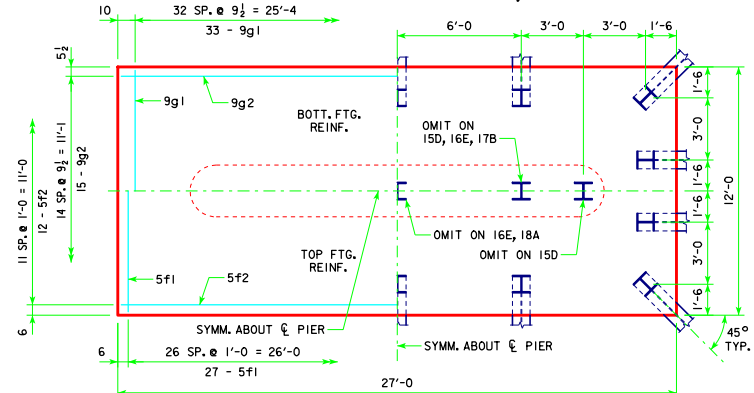 10
32 SP. @ 9½ = 25'-4
33 - 9g1
6'-0
3'-0
3'-0
1'-6
5½
9g1
9g2
BOTT. FTG.
REINF.
OMIT ON
15D, 16E, 17B
1'-6
3'-0
11 SP. @ 1'-0 = 11'-0
12 - 5f2
14 SP. @ 9½ = 11'-1
15 - 9g2
1'-6
12'-0
1'-6
OMIT ON 16E, 18A
OMIT ON 15D
TOP FTG.
REINF.
3'-0
5f1
5f2
1'-6
6
SYMM. ABOUT ℄ PIER
SYMM. ABOUT ℄ PIER
45°
TYP.
6
26 SP. @ 1'-0 = 26'-0
27 - 5f1
27'-0